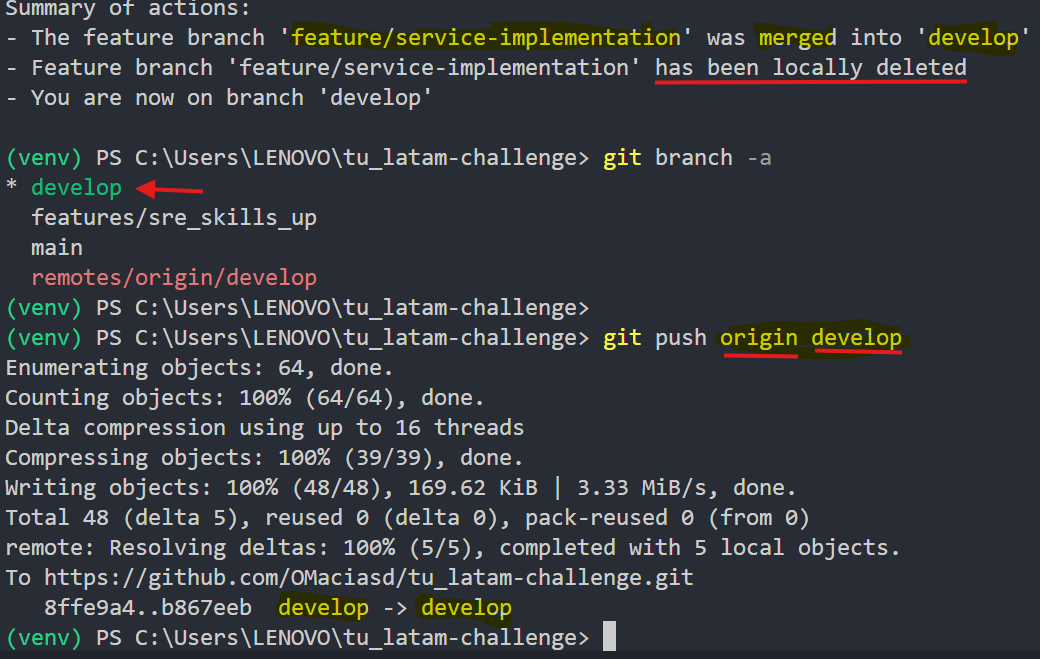 Summary of actions:
- The feature branch 'feature/service-implementation' was merged into 'develop'
- Feature branch 'feature/service-implementation' has been locally deleted
- You are now on branch 'develop'
(venv) PS C:\Users\LENOVO\tu_latam-challenge> git branch -a
* develop
features/sre_skills_up
main
remotes/origin/develop
(venv) PS C:\Users\LENOVO\tu_latam-challenge>
(venv) PS C:\Users\LENOVO\tu_latam-challenge> git push origin develop
Enumerating objects: 64, done.
Counting objects: 100% (64/64), done.
Delta compression using up to 16 threads
Compressing objects: 100% (39/39), done.
Writing objects: 100% (48/48), 169.62 KiB | 3.33 MiB/s, done.
Total 48 (delta 5), reused 0 (delta 0), pack-reused 0 (from 0)
remote: Resolving deltas: 100% (5/5), completed with 5 local objects.
To https://github.com/OMaciasd/tu_latam-challenge.git
8ffe9a4..b867eeb  develop -> develop
(venv) PS C:\Users\LENOVO\tu_latam-challenge>